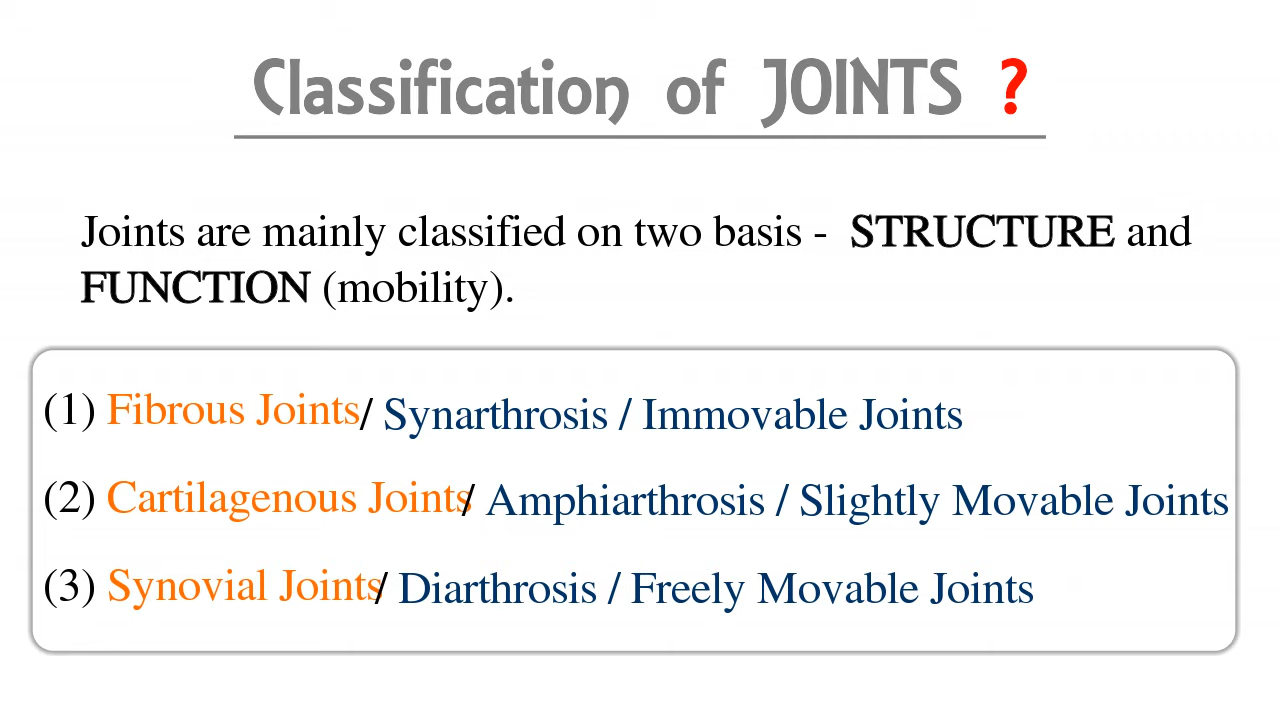 Classification of JOINTS ?
Joints are mainly classified on two basis - STRUCTURE and
FUNCTION (mobility).
(1) Fibrous Joints/ Synarthrosis / Immovable Joints
(2) Cartilagenous Joints/ Amphiarthrosis / Slightly Movable Joints
(3) Synovial Joints/ Diarthrosis / Freely Movable Joints